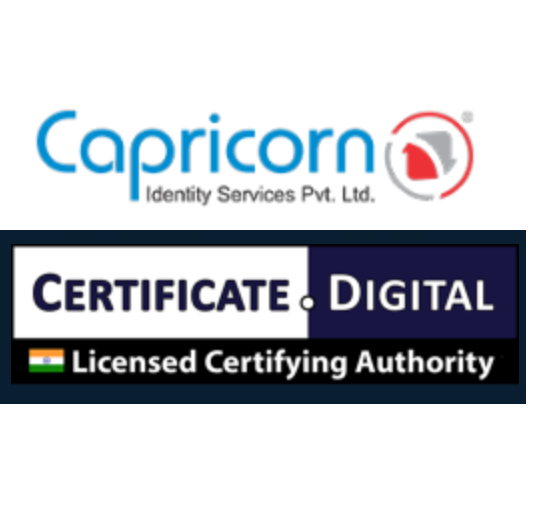 Capricorn ®
Identity Services Pvt. Ltd.
CERTIFICATE.DIGITAL
Licensed Certifying Authority